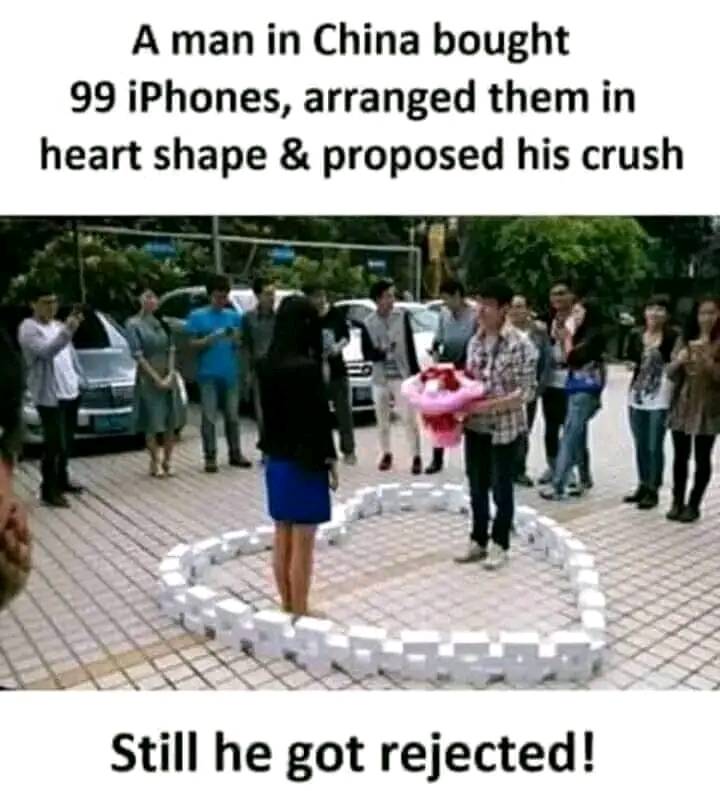 A man in China bought
99 iPhones, arranged them in
heart shape & proposed his crush
Still he got rejected!